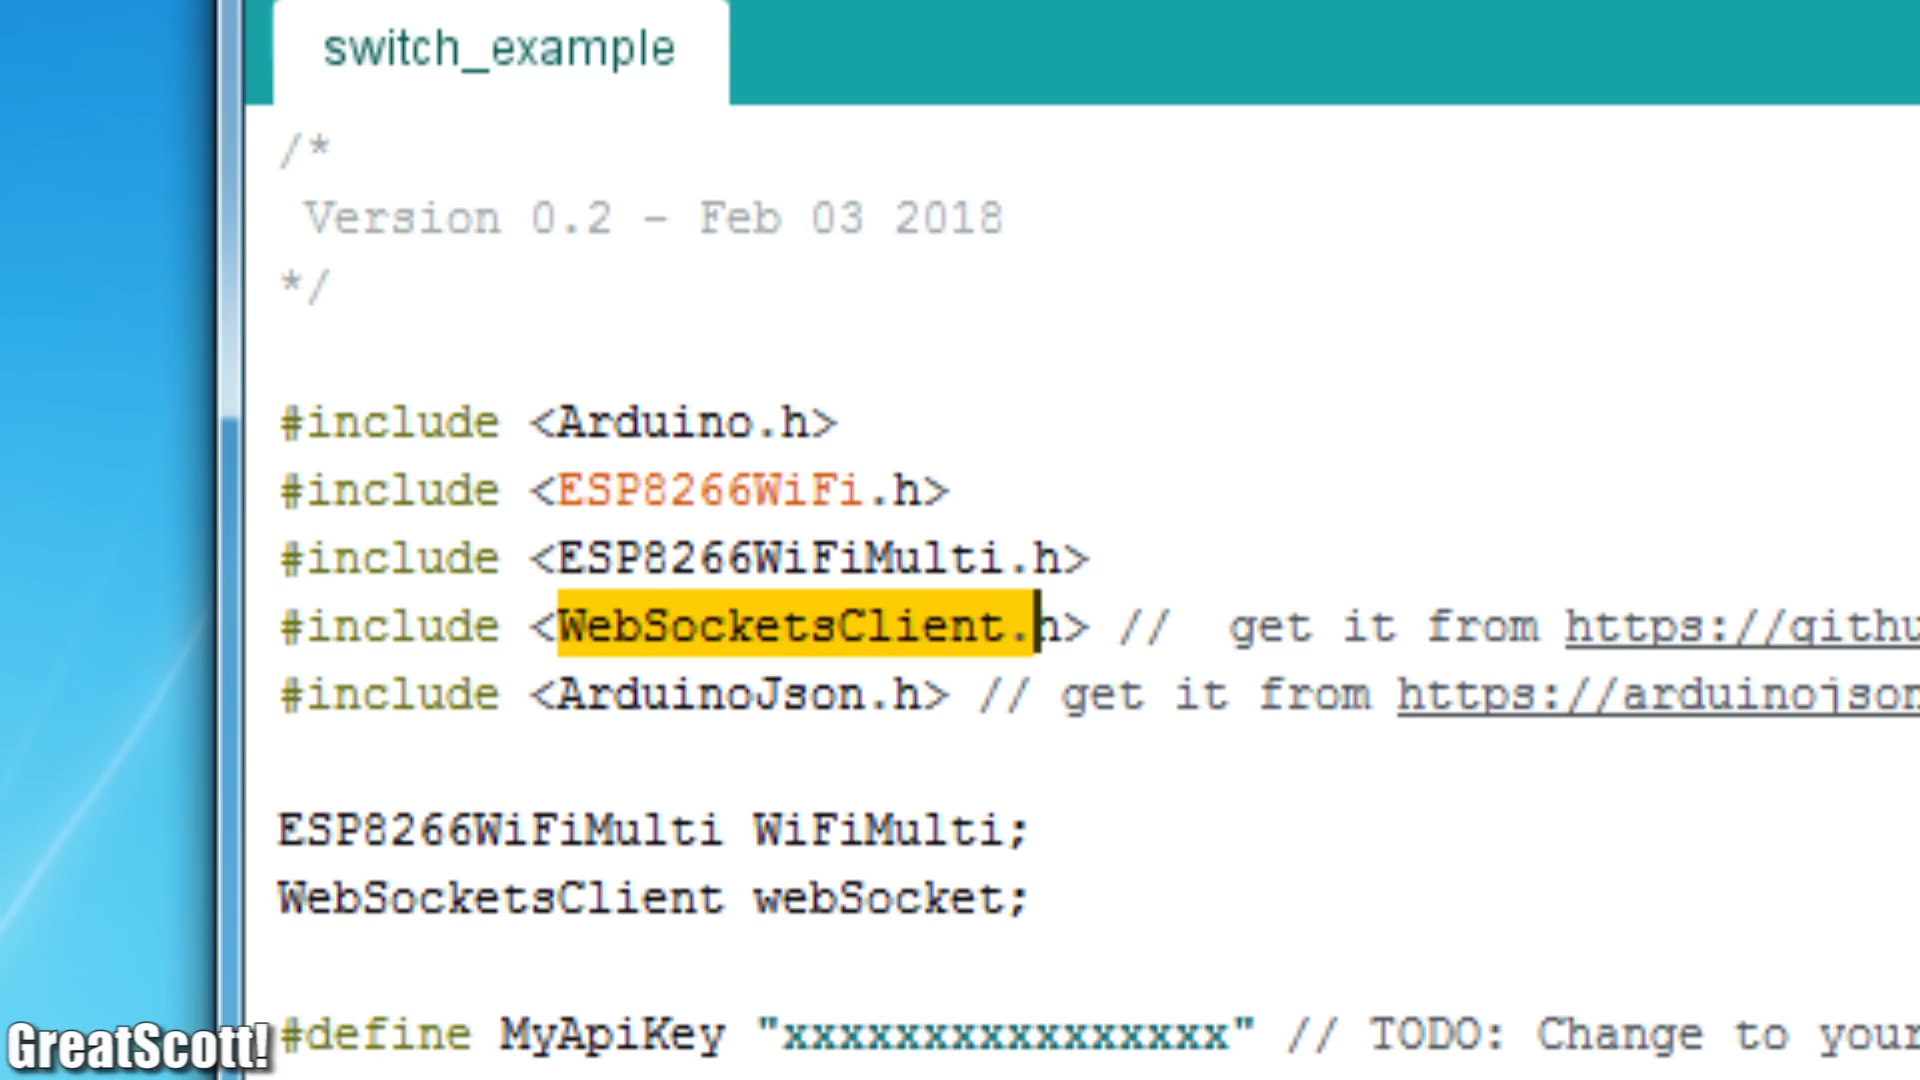 switch_example
/*
Version 0.2 - Feb 03 2018
*/
#include <Arduino.h>
#include <ESP8266WiFi.h>
#include <ESP8266WiFiMulti.h>
#include <WebSocketsClient.h> //  get it from https://githu
#include <ArduinoJson.h> // get it from https://arduinojson
ESP8266WiFiMulti WiFiMulti;
WebSocketsClient webSocket;
#define MyApiKey "xxxxxxxxxxxxxxxx" // TODO: Change to your
GreatScott!